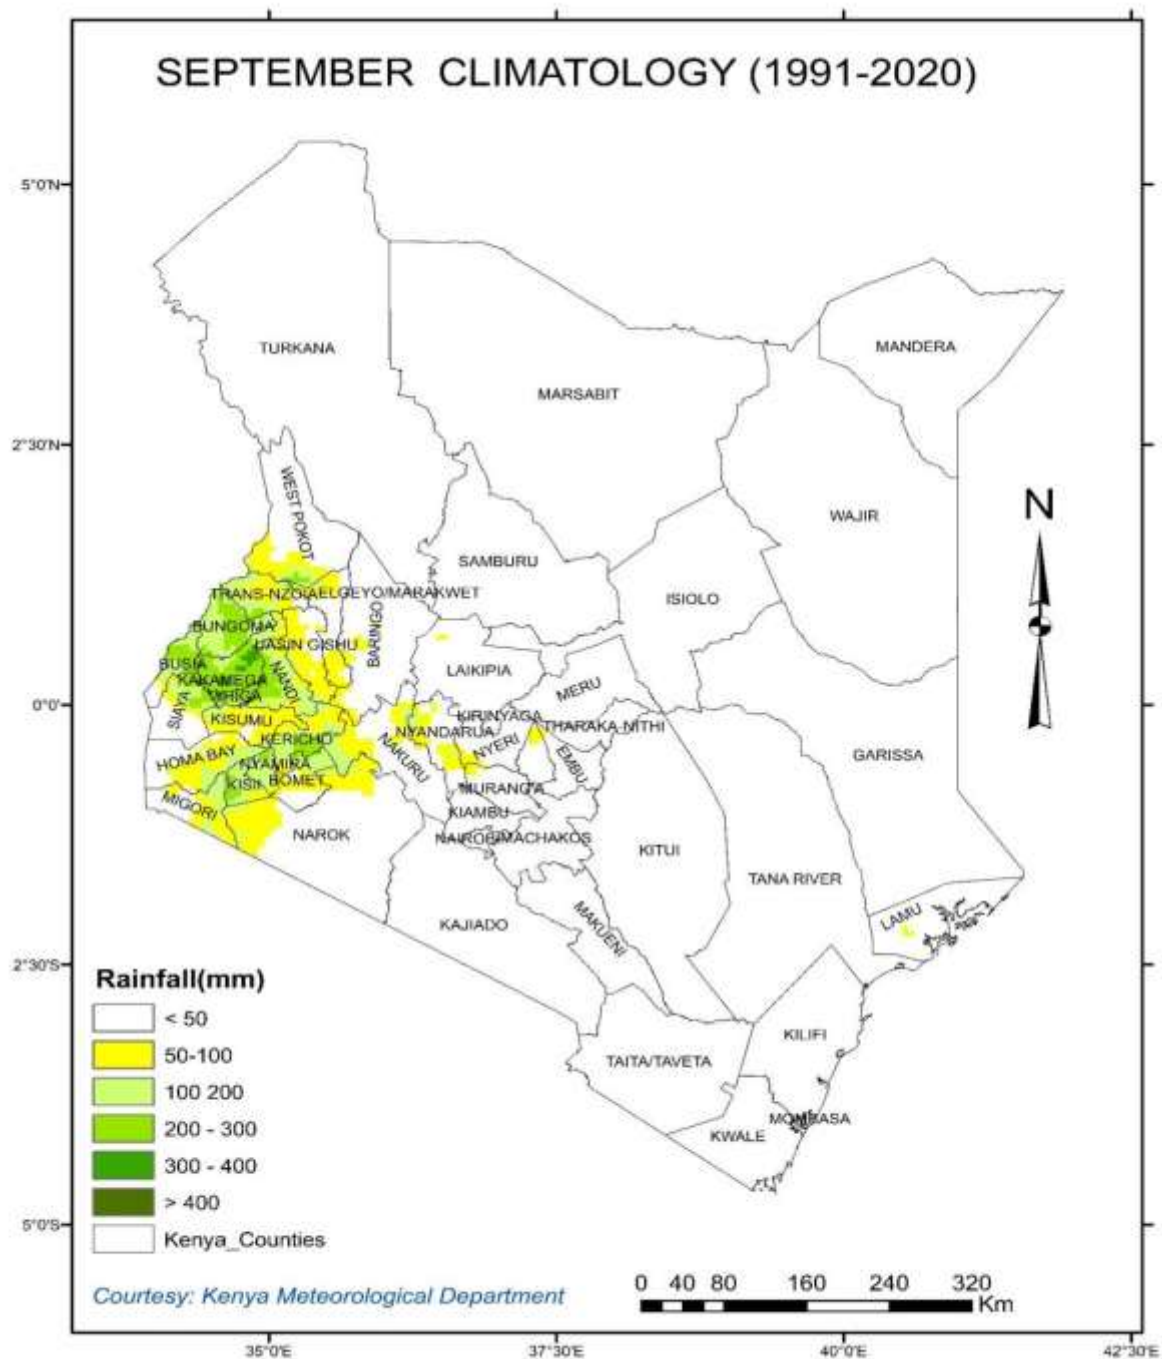 SEPTEMBER CLIMATOLOGY (1991-2020)
5°0'N
TURKANA
MANDERA
MARSABIT
2°30'N
WEST POKOT
WAJIR
N
SAMBURU
ISIOLO
TRANS-NZOIA
ELGEYO/MARAKWET
BUNGOMA
UASIN GISHU
BARINGO
BUSIA
LAIKIPIA
KAKAMEGA
NANDI
MERU
VIHIGA
SIAYA
0°0'
KISUMU
KIRINYAGA
THARAKA-NITHI
NYANDARUA
KERICHO
NYERI
GARISSA
HOMA BAY
NYAMIRA
NAKURU
EMBU
KISII
BOMET
MURANG'A
MIGORI
KIAMBU
NAROK
NAIROBI
MACHAKOS
KITUI
TANA RIVER
LAMU
KAJIADO
MAKUENI
2°30'S
Rainfall(mm)
< 50
50-100
100 200
200 - 300
300 - 400
> 400
Kenya_Counties
KILIFI
TAITA/TAVETA
MOMBASA
KWALE
5°0'S
Courtesy: Kenya Meteorological Department
0 40 80 160 240 320
Km
35°0'E 37°30'E 40°0'E 42°30'E